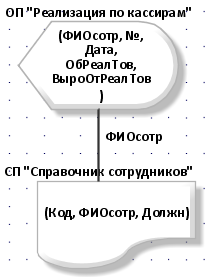 ОП "Реализация по кассирам"
(ФИОсотр, №,
Дата,
ОбРеалТов,
ВыроОтРеалТов
)
ФИОсотр
СП "Справочник сотрудников"
(Код, ФИОсотр, Должн)